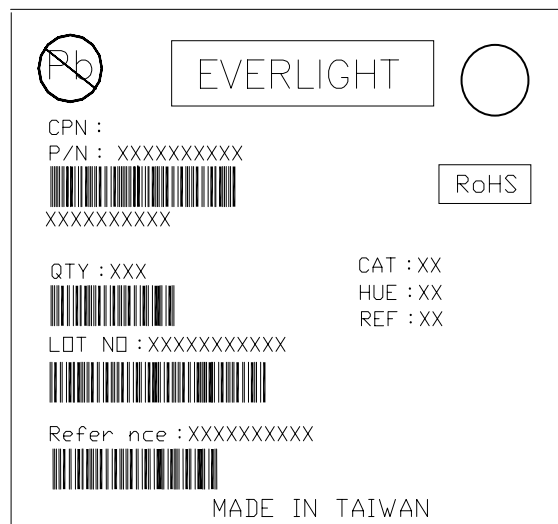 Pb
EVERLIGHT
CPN :
P/N : XXXXXXXXXX
RoHS
XXXXXXXXXX
QTY : XXX
CAT : XX
HUE : XX
REF : XX
LOT NO : XXXXXXXXXXX
Refer nce : XXXXXXXXXX
MADE IN TAIWAN